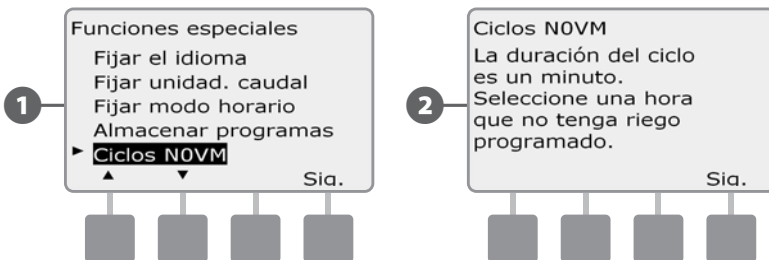 1
Funciones especiales
Fijar el idioma
Fijar unidad. caudal
Fijar modo horario
Almacenar programas
► Ciclos N0VM
▲ ▼ Sig.
2
Ciclos N0VM
La duración del ciclo
es un minuto.
Seleccione una hora
que no tenga riego
programado.
Sig.